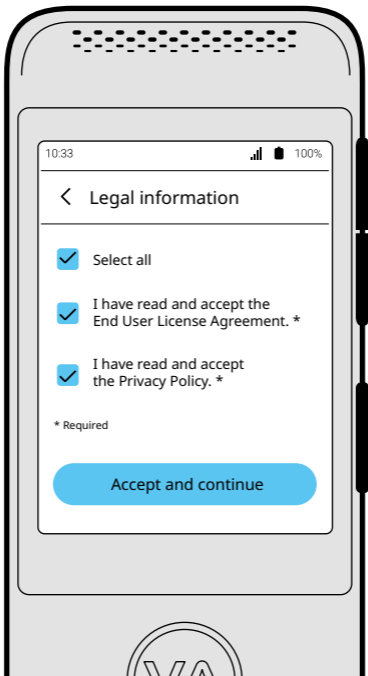 10:33 100%
Legal information
Select all
I have read and accept the
End User License Agreement. *
I have read and accept
the Privacy Policy. *
* Required
Accept and continue